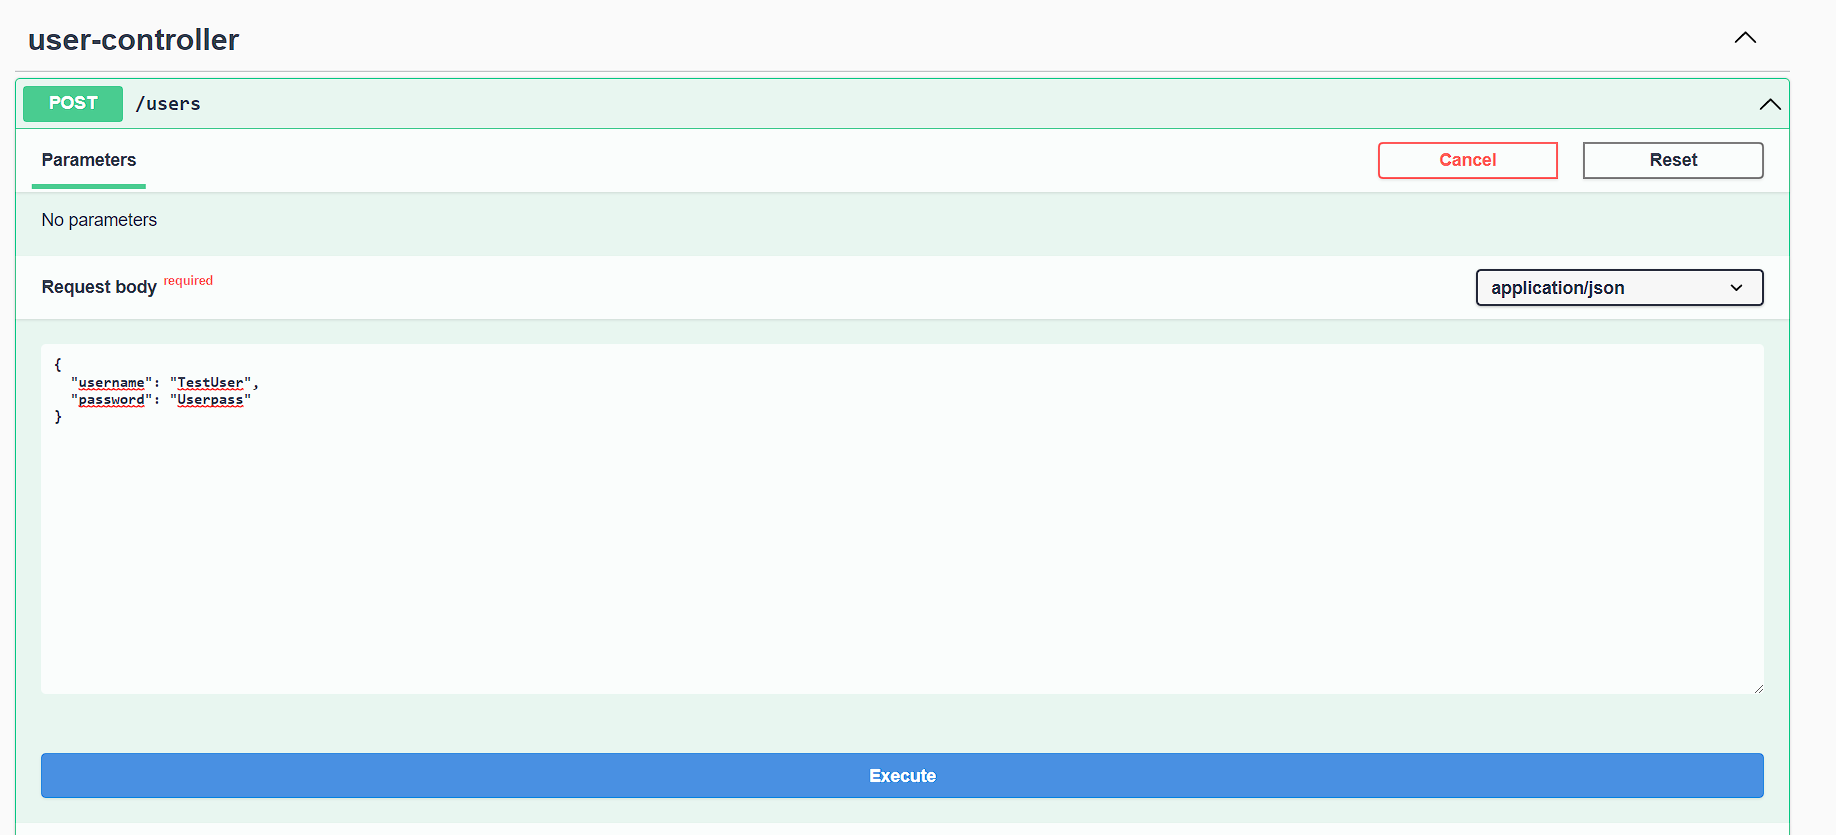 user-controller
POST /users
Parameters
Cancel
Reset
No parameters
Request body required
application/json
{
  "username": "TestUser",
  "password": "Userpass"
}
Execute